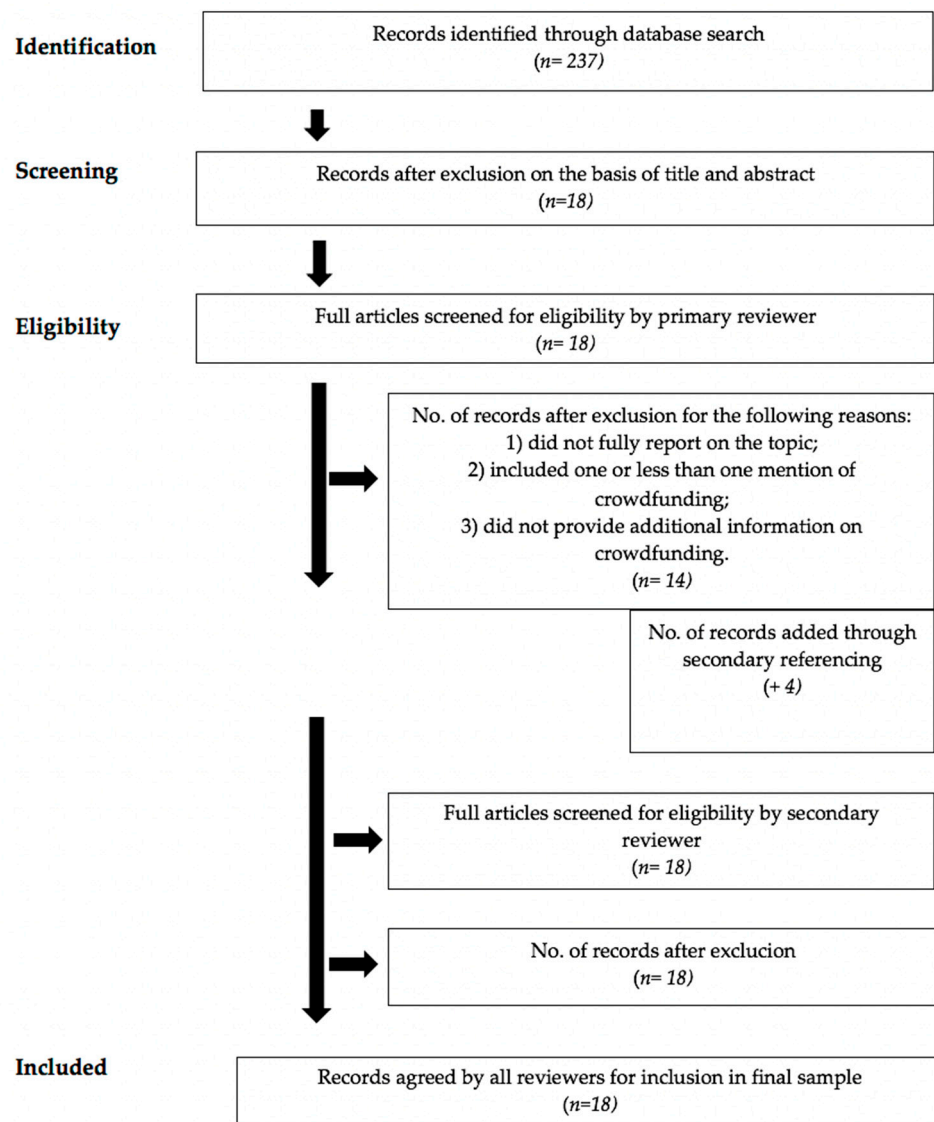 Identification
Records identified through database search
(n= 237)
Screening
Records after exclusion on the basis of title and abstract
(n=18)
Eligibility
Full articles screened for eligibility by primary reviewer
(n= 18)
No. of records after exclusion for the following reasons:
1) did not fully report on the topic;
2) included one or less than one mention of
crowdfunding;
3) did not provide additional information on
crowdfunding.
(n= 14)
No. of records added through
secondary referencing
(+ 4)
Full articles screened for eligibility by secondary
reviewer
(n= 18)
No. of records after exclucion
(n= 18)
Included
Records agreed by all reviewers for inclusion in final sample
(n=18)